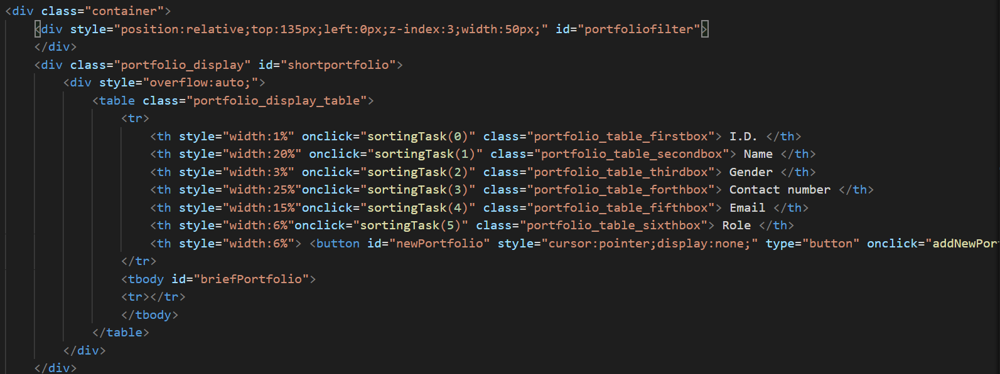 <div class="container">
<div style="position:relative;top:135px;left:0px;z-index:3;width:50px;" id="portfoliofilter">
</div>
<div class="portfolio_display" id="shortportfolio">
<div style="overflow:auto;">
<table class="portfolio_display_table">
<tr>
<th style="width:1%" onclick="sortingTask(0)" class="portfolio_table_firstbox"> I.D. </th>
<th style="width:20%" onclick="sortingTask(1)" class="portfolio_table_secondbox"> Name </th>
<th style="width:3%" onclick="sortingTask(2)" class="portfolio_table_thirdbox"> Gender </th>
<th style="width:25%"onclick="sortingTask(3)" class="portfolio_table_forthbox"> Contact number </th>
<th style="width:15%"onclick="sortingTask(4)" class="portfolio_table_fifthbox"> Email </th>
<th style="width:6%"onclick="sortingTask(5)" class="portfolio_table_sixthbox"> Role </th>
<th style="width:6%"> <button id="newPortfolio" style="cursor:pointer;display:none;" type="button" onclick="addNewPor
</tr>
<tbody id="briefPortfolio">
<tr></tr>
</tbody>
</table>
</div>
</div>